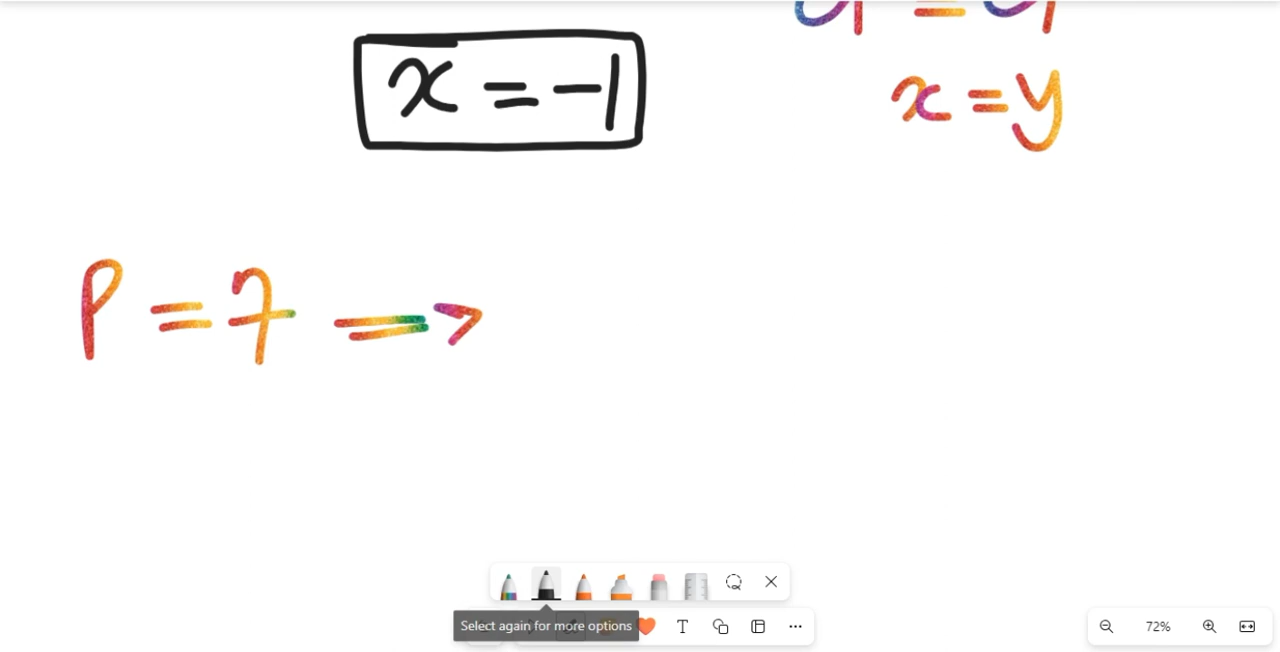 x = -1
x = y
P = 7 ⇒
Select again for more options
T
72%